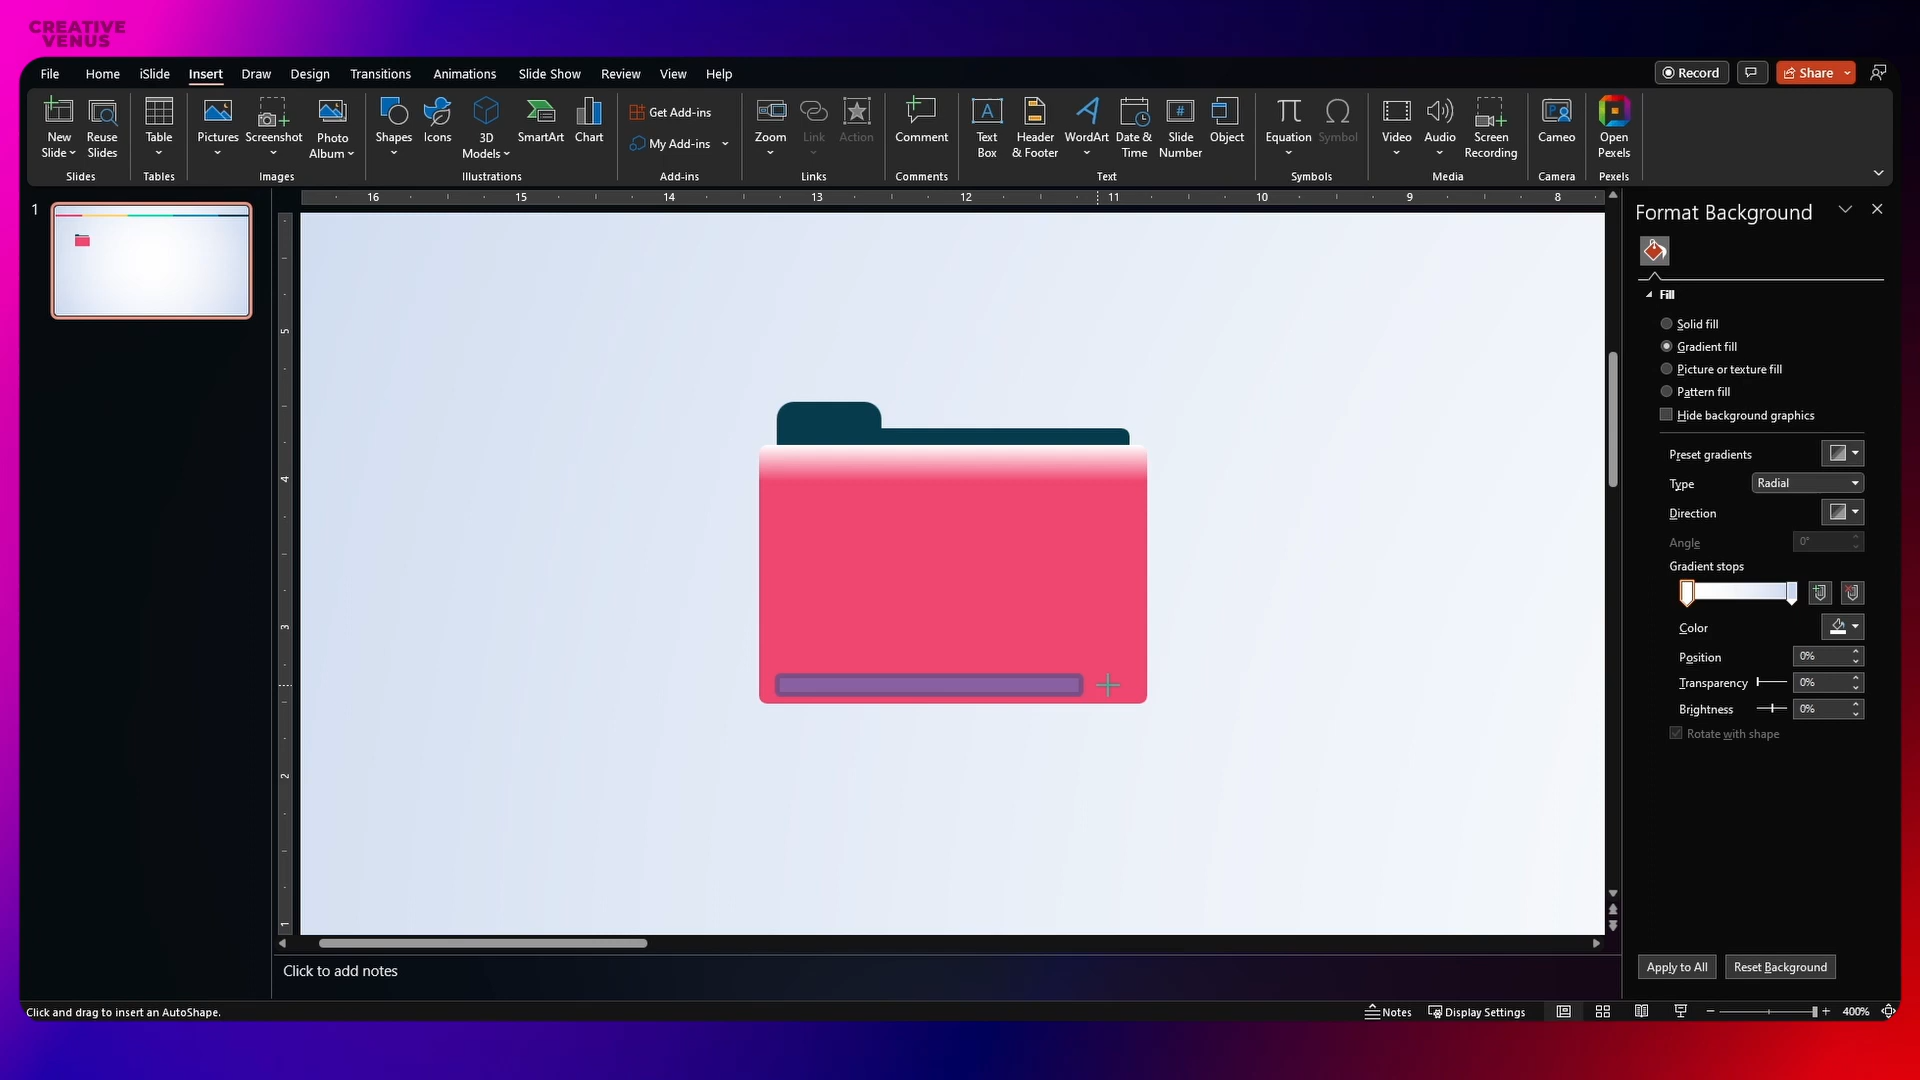 CREATIVE
VENUS
File Home iSlide Insert Draw Design Transitions Animations Slide Show Review View Help
Record Share
New
Slide
Reuse
Slides
Slides
Table
Tables
Pictures
Screenshot
Photo
Album
Images
Shapes
Icons
3D
Models
SmartArt
Chart
Illustrations
Get Add-ins
My Add-ins
Add-ins
Zoom
Link
Action
Links
Comment
Comments
Text
Box
Header
& Footer
WordArt
Date &
Time
Slide
Number
Object
Text
Equation
Symbol
Symbols
Video
Audio
Screen
Recording
Media
Cameo
Camera
Open
Pexels
Pexels
1
16 15 14 13 12 11 10 9 8
5
4
3
2
1
Format Background
Fill
Solid fill
Gradient fill
Picture or texture fill
Pattern fill
Hide background graphics
Preset gradients
Type Radial
Direction
Angle 0°
Gradient stops
Color
Position 0%
Transparency 0%
Brightness 0%
Rotate with shape
Apply to All Reset Background
Click to add notes
Click and drag to insert an AutoShape.
Notes Display Settings 400%